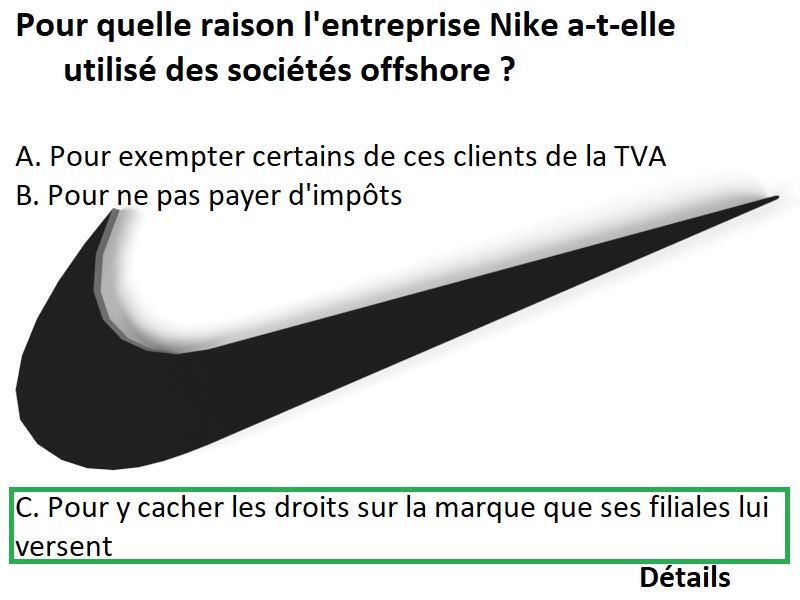 Pour quelle raison l'entreprise Nike a-t-elle
utilisé des sociétés offshore ?
A. Pour exempter certains de ces clients de la TVA
B. Pour ne pas payer d'impôts
C. Pour y cacher les droits sur la marque que ses filiales lui
versent
Détails